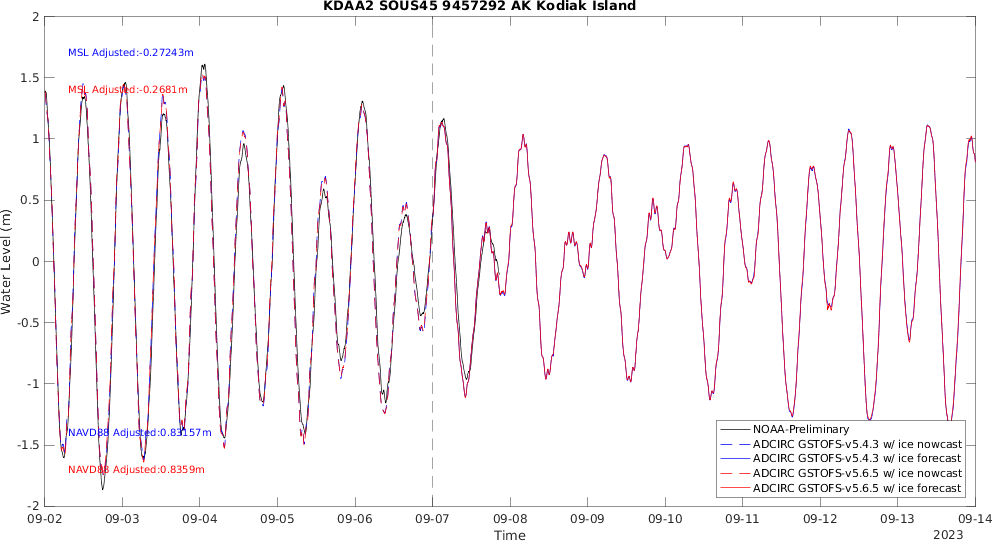 KDAA2 SOUS45 9457292 AK Kodiak Island
2
1.5
1
0.5
0
-0.5
-1
-1.5
-2
Water Level (m)
MSL Adjusted:-0.27243m
MSL Adjusted:-0.2681m
NAVD88 Adjusted:0.83157m
NAVD88 Adjusted:0.8359m
NOAA-Preliminary
ADCIRC GSTOFS-v5.4.3 w/ ice nowcast
ADCIRC GSTOFS-v5.4.3 w/ ice forecast
ADCIRC GSTOFS-v5.6.5 w/ ice nowcast
ADCIRC GSTOFS-v5.6.5 w/ ice forecast
09-02 09-03 09-04 09-05 09-06 09-07 09-08 09-09 09-10 09-11 09-12 09-13 09-14
Time
2023